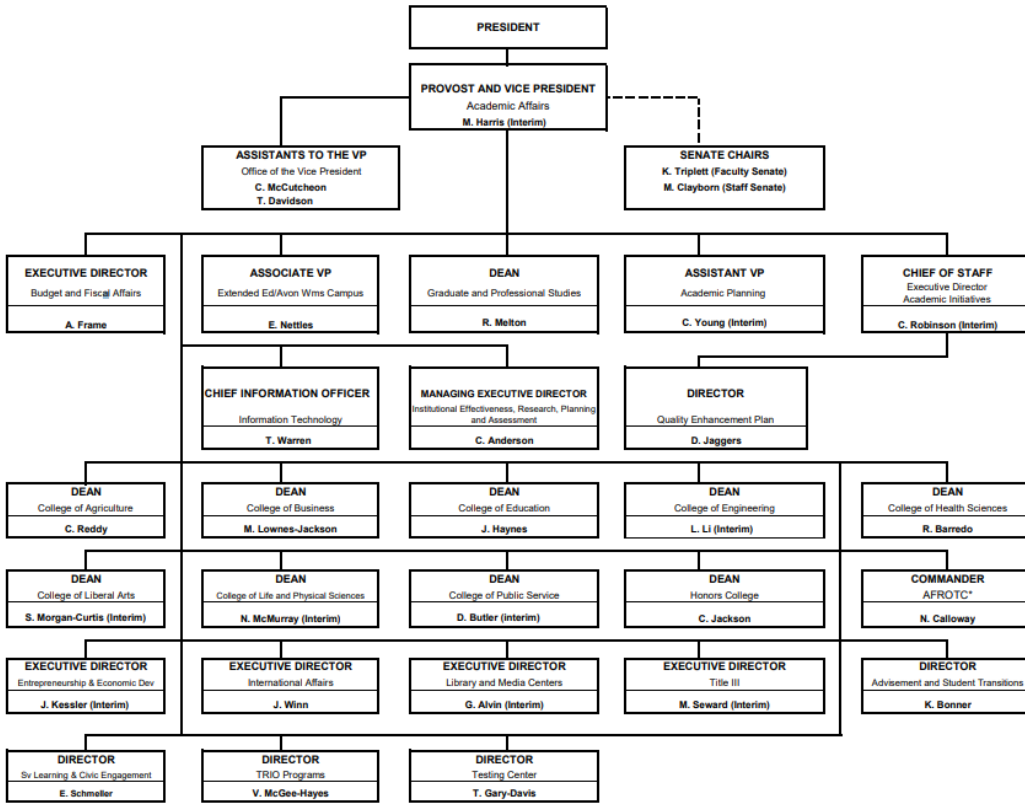 PRESIDENT
PROVOST AND VICE PRESIDENT
Academic Affairs
M. Harris (Interim)
ASSISTANTS TO THE VP
Office of the Vice President
C. McCutcheon
T. Davidson
SENATE CHAIRS
K. Triplett (Faculty Senate)
M. Clayborn (Staff Senate)
EXECUTIVE DIRECTOR
Budget and Fiscal Affairs
A. Frame
ASSOCIATE VP
Extended Ed/Avon Wms Campus
E. Nettles
DEAN
Graduate and Professional Studies
R. Melton
ASSISTANT VP
Academic Planning
C. Young (Interim)
CHIEF OF STAFF
Executive Director
Academic Initiatives
C. Robinson (Interim)
CHIEF INFORMATION OFFICER
Information Technology
T. Warren
MANAGING EXECUTIVE DIRECTOR
Institutional Effectiveness, Research, Planning
and Assessment
C. Anderson
DIRECTOR
Quality Enhancement Plan
D. Jaggers
DEAN
College of Agriculture
C. Reddy
DEAN
College of Business
M. Lownes-Jackson
DEAN
College of Education
J. Haynes
DEAN
College of Engineering
L. Li (Interim)
DEAN
College of Health Sciences
R. Barredo
DEAN
College of Liberal Arts
S. Morgan-Curtis (Interim)
DEAN
College of Life and Physical Sciences
N. McMurray (Interim)
DEAN
College of Public Service
D. Butler (interim)
DEAN
Honors College
C. Jackson
COMMANDER
AFROTC*
N. Calloway
EXECUTIVE DIRECTOR
Entrepreneurship & Economic Dev
J. Kessler (Interim)
EXECUTIVE DIRECTOR
International Affairs
J. Winn
EXECUTIVE DIRECTOR
Library and Media Centers
G. Alvin (Interim)
EXECUTIVE DIRECTOR
Title III
M. Seward (Interim)
DIRECTOR
Advisement and Student Transitions
K. Bonner
DIRECTOR
Sv Learning & Civic Engagement
E. Schmeller
DIRECTOR
TRIO Programs
V. McGee-Hayes
DIRECTOR
Testing Center
T. Gary-Davis